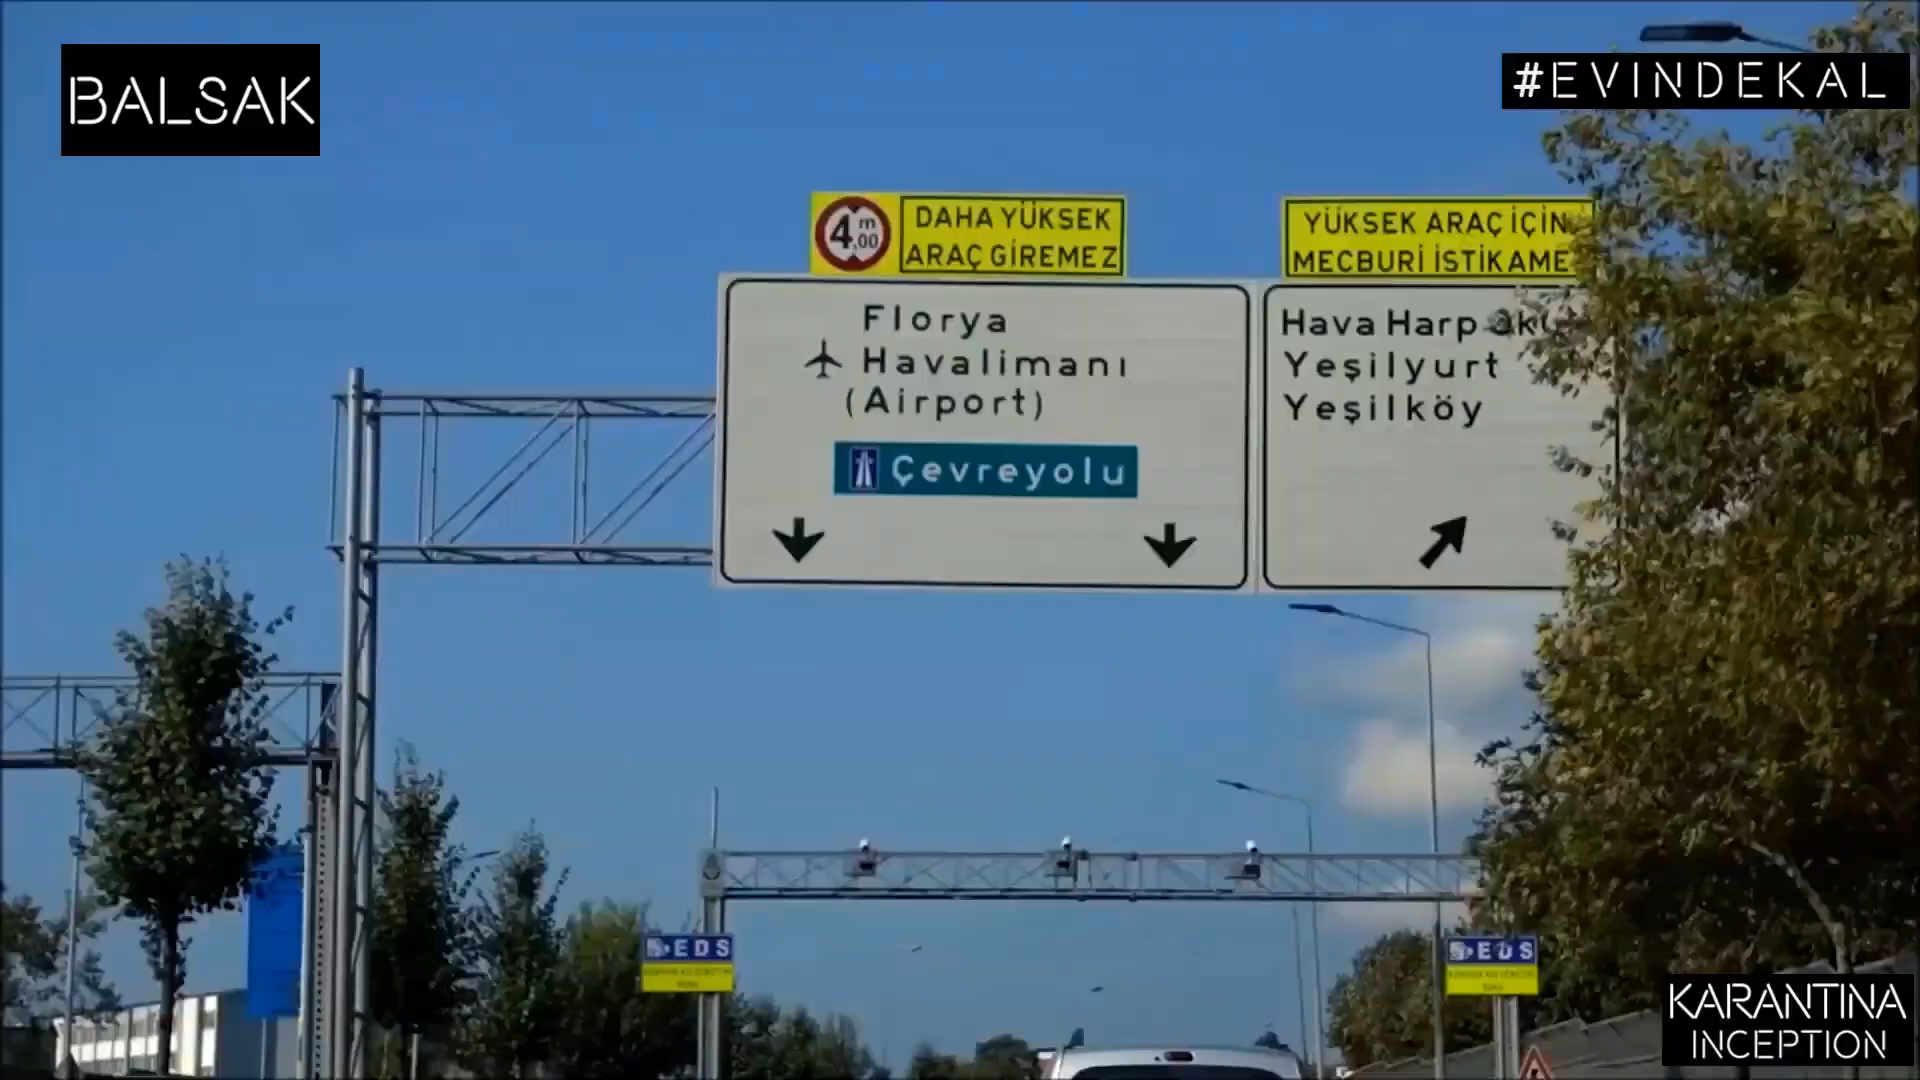 BALSAK
#EVINDEKAL
4 m ,00
DAHA YÜKSEK
ARAÇ GİREMEZ
YÜKSEK ARAÇ İÇİN
MECBURİ İSTİKAME
Florya
Havalimanı
(Airport)
Çevreyolu
Hava Harp
Yeşilyurt
Yeşilköy
EDS
EDS
KARANTINA
INCEPTION